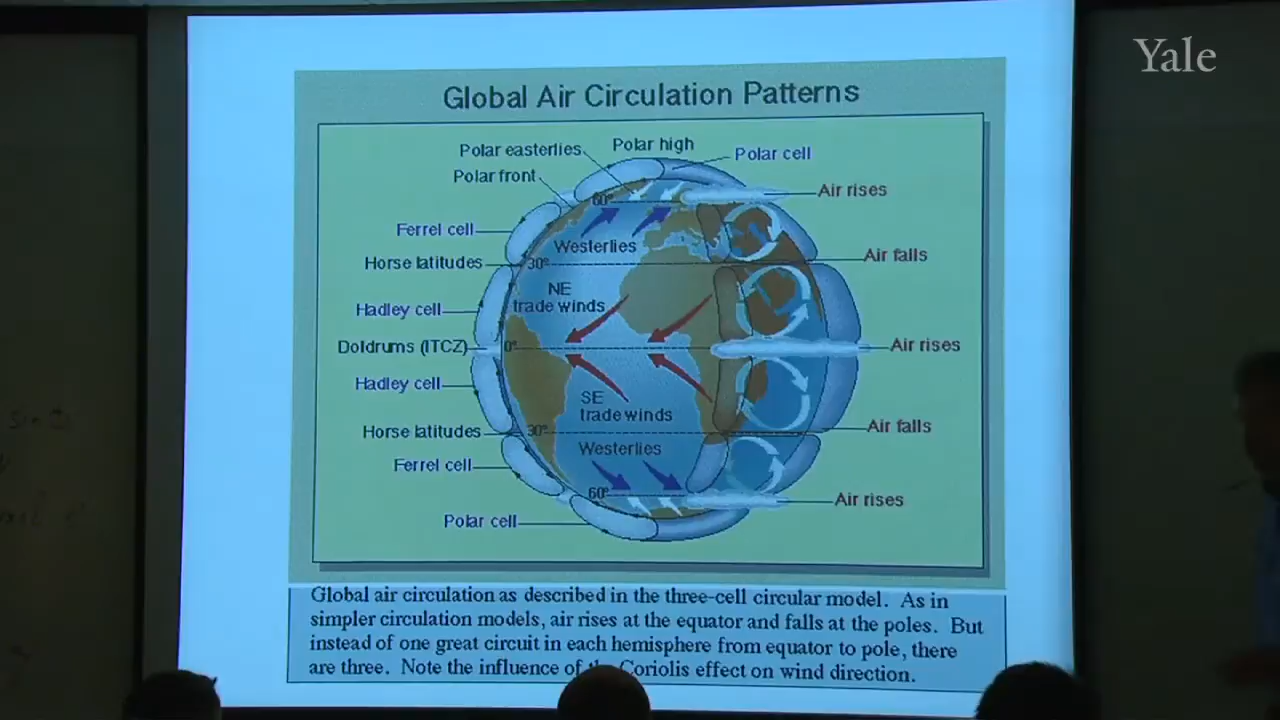 Yale
Global Air Circulation Patterns
Polar high
Polar easterlies
Polar cell
Polar front
Air rises
60°
Ferrel cell
Westerlies
Air falls
Horse latitudes
30°
NE
trade winds
Hadley cell
Doldrums (ITCZ)
0°
Air rises
Hadley cell
SE
trade winds
Air falls
Horse latitudes
30°
Westerlies
Ferrel cell
60°
Air rises
Polar cell
Global air circulation as described in the three-cell circular model. As in
simpler circulation models, air rises at the equator and falls at the poles. But
instead of one great circuit in each hemisphere from equator to pole, there
are three. Note the influence of the Coriolis effect on wind direction.